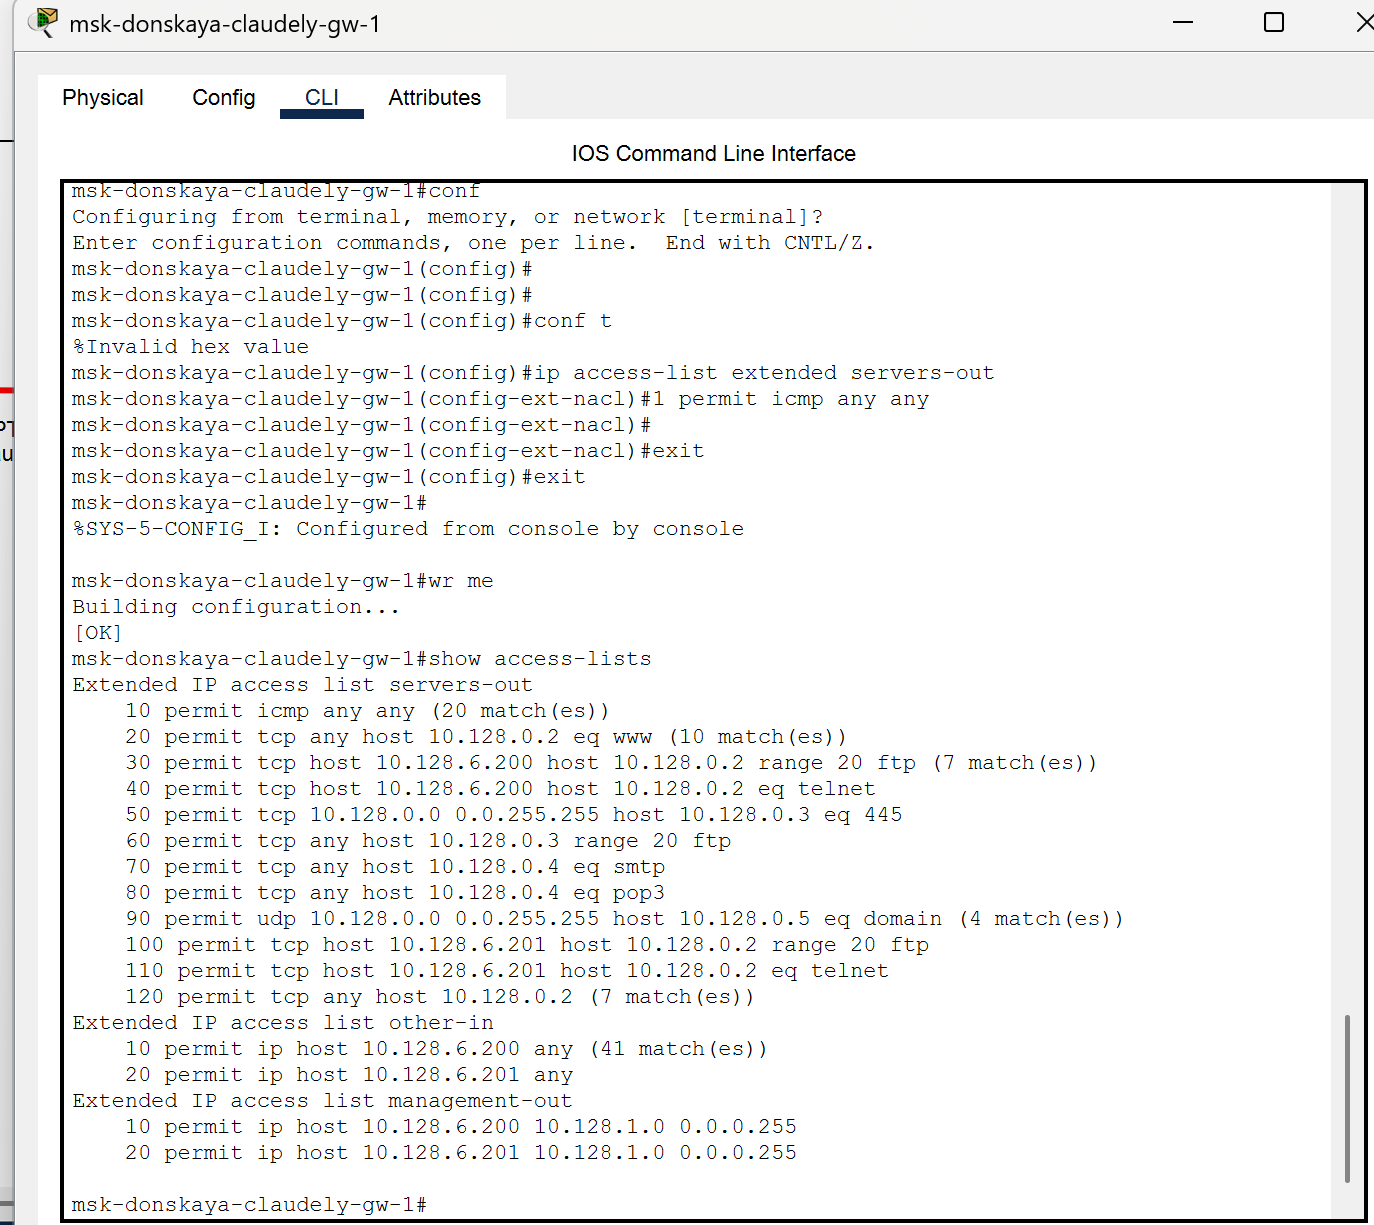 msk-donskaya-claudely-gw-1
Physical Config CLI Attributes
IOS Command Line Interface
msk-donskaya-claudely-gw-1#conf
Configuring from terminal, memory, or network [terminal]?
Enter configuration commands, one per line.  End with CNTL/Z.
msk-donskaya-claudely-gw-1(config)#
msk-donskaya-claudely-gw-1(config)#
msk-donskaya-claudely-gw-1(config)#conf t
%Invalid hex value
msk-donskaya-claudely-gw-1(config)#ip access-list extended servers-out
msk-donskaya-claudely-gw-1(config-ext-nacl)#1 permit icmp any any
msk-donskaya-claudely-gw-1(config-ext-nacl)#
msk-donskaya-claudely-gw-1(config-ext-nacl)#exit
msk-donskaya-claudely-gw-1(config)#exit
msk-donskaya-claudely-gw-1#
%SYS-5-CONFIG_I: Configured from console by console
msk-donskaya-claudely-gw-1#wr me
Building configuration...
[OK]
msk-donskaya-claudely-gw-1#show access-lists
Extended IP access list servers-out
    10 permit icmp any any (20 match(es))
    20 permit tcp any host 10.128.0.2 eq www (10 match(es))
    30 permit tcp host 10.128.6.200 host 10.128.0.2 range 20 ftp (7 match(es))
    40 permit tcp host 10.128.6.200 host 10.128.0.2 eq telnet
    50 permit tcp 10.128.0.0 0.0.255.255 host 10.128.0.3 eq 445
    60 permit tcp any host 10.128.0.3 range 20 ftp
    70 permit tcp any host 10.128.0.4 eq smtp
    80 permit tcp any host 10.128.0.4 eq pop3
    90 permit udp 10.128.0.0 0.0.255.255 host 10.128.0.5 eq domain (4 match(es))
    100 permit tcp host 10.128.6.201 host 10.128.0.2 range 20 ftp
    110 permit tcp host 10.128.6.201 host 10.128.0.2 eq telnet
    120 permit tcp any host 10.128.0.2 (7 match(es))
Extended IP access list other-in
    10 permit ip host 10.128.6.200 any (41 match(es))
    20 permit ip host 10.128.6.201 any
Extended IP access list management-out
    10 permit ip host 10.128.6.200 10.128.1.0 0.0.0.255
    20 permit ip host 10.128.6.201 10.128.1.0 0.0.0.255
msk-donskaya-claudely-gw-1#